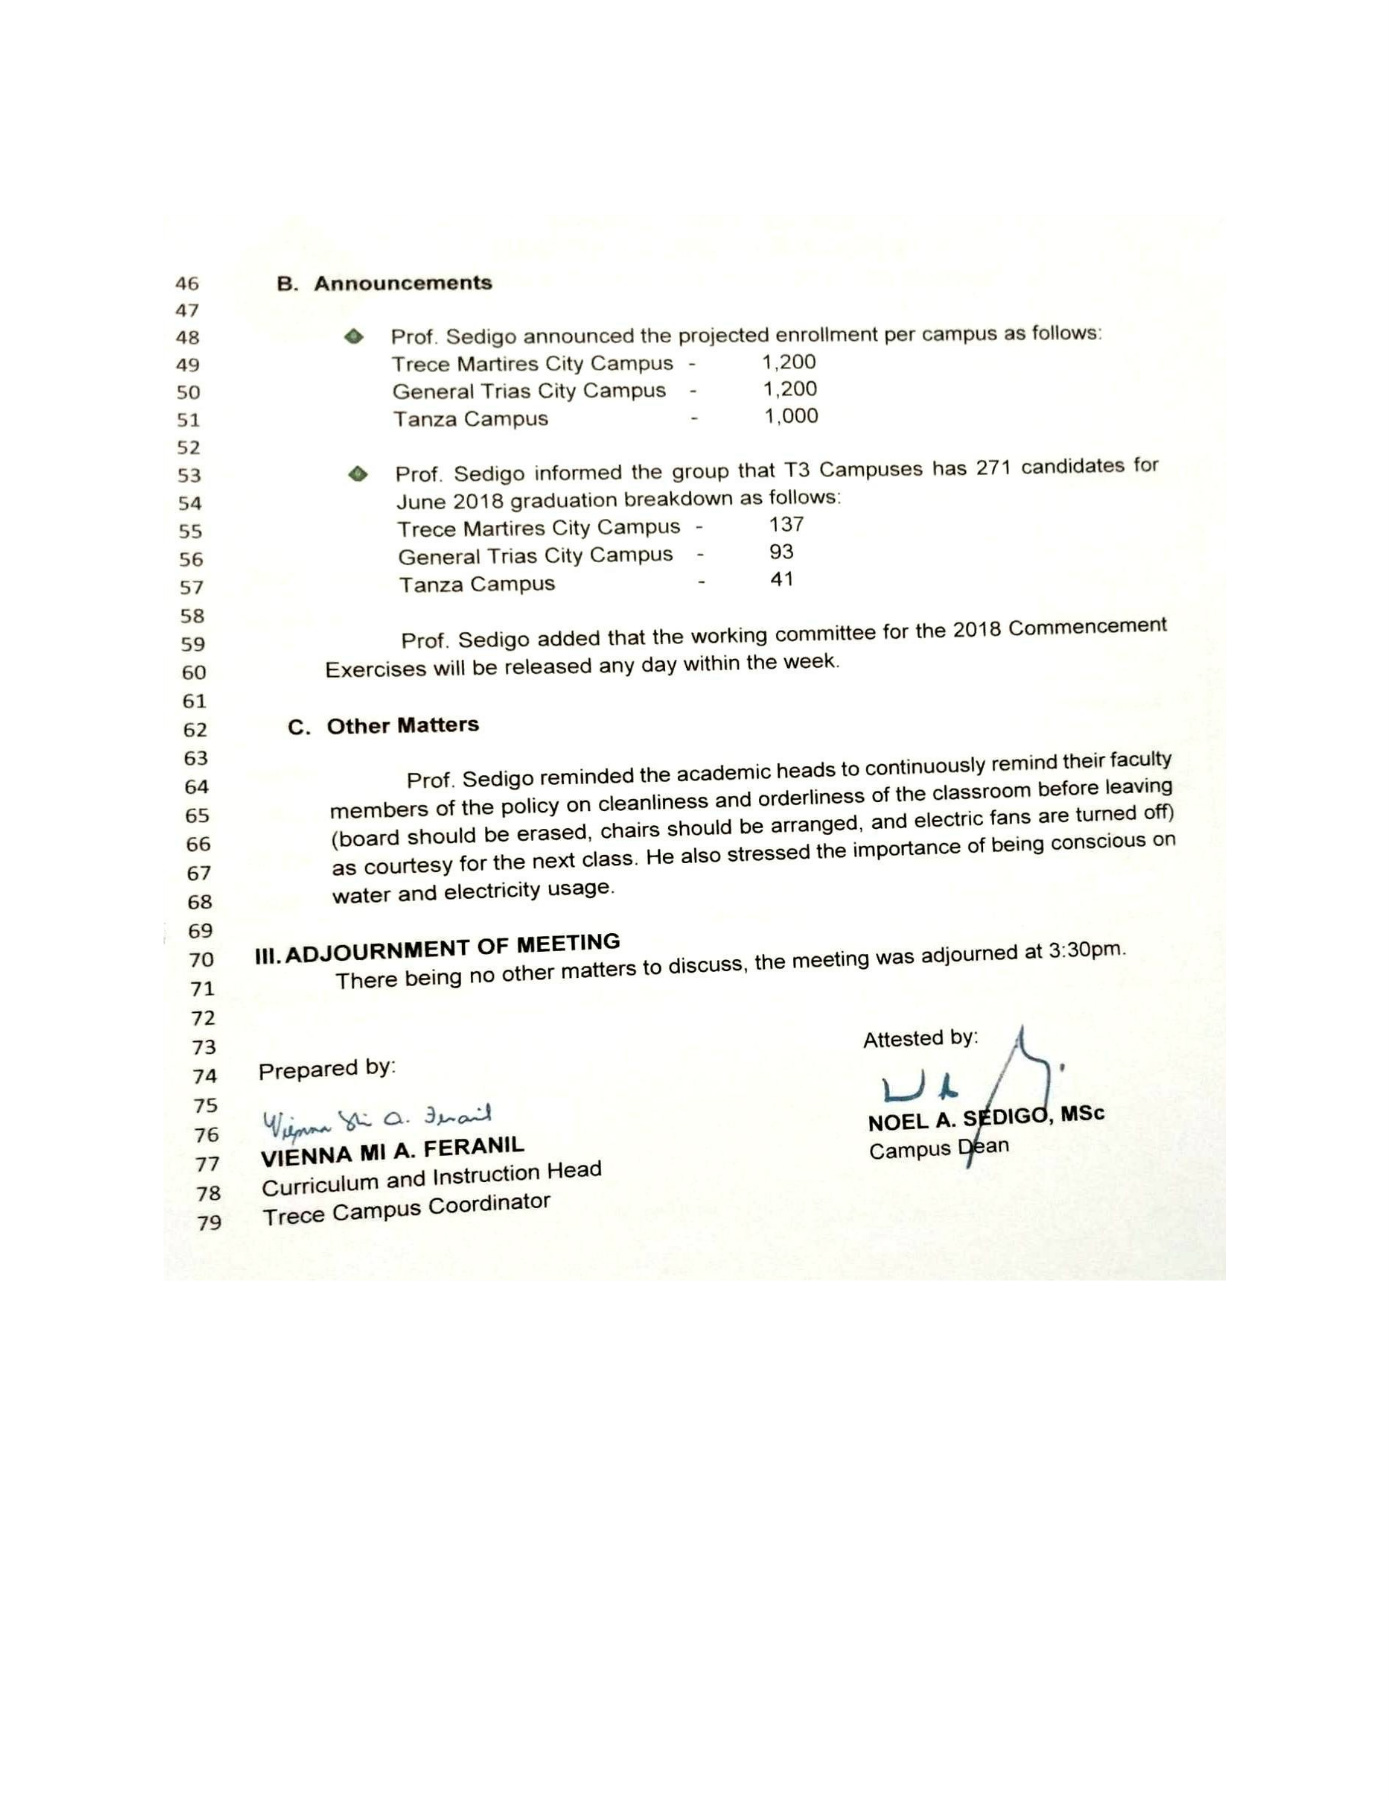 46 B. Announcements
47
48 Prof. Sedigo announced the projected enrollment per campus as follows:
49 Trece Martires City Campus - 1,200
50 General Trias City Campus - 1,200
51 Tanza Campus - 1,000
52
53 Prof. Sedigo informed the group that T3 Campuses has 271 candidates for
54 June 2018 graduation breakdown as follows:
55 Trece Martires City Campus - 137
56 General Trias City Campus - 93
57 Tanza Campus - 41
58
59 Prof. Sedigo added that the working committee for the 2018 Commencement
60 Exercises will be released any day within the week.
61
62 C. Other Matters
63
64 Prof. Sedigo reminded the academic heads to continuously remind their faculty
65 members of the policy on cleanliness and orderliness of the classroom before leaving
66 (board should be erased, chairs should be arranged, and electric fans are turned off)
67 as courtesy for the next class. He also stressed the importance of being conscious on
68 water and electricity usage.
69
70 III. ADJOURNMENT OF MEETING
71 There being no other matters to discuss, the meeting was adjourned at 3:30pm.
72
73 Attested by:
74 Prepared by:
75
76 Vienna Mi A. Feranil
NOEL A. SEDIGO, MSc
77 VIENNA MI A. FERANIL
Campus Dean
78 Curriculum and Instruction Head
79 Trece Campus Coordinator